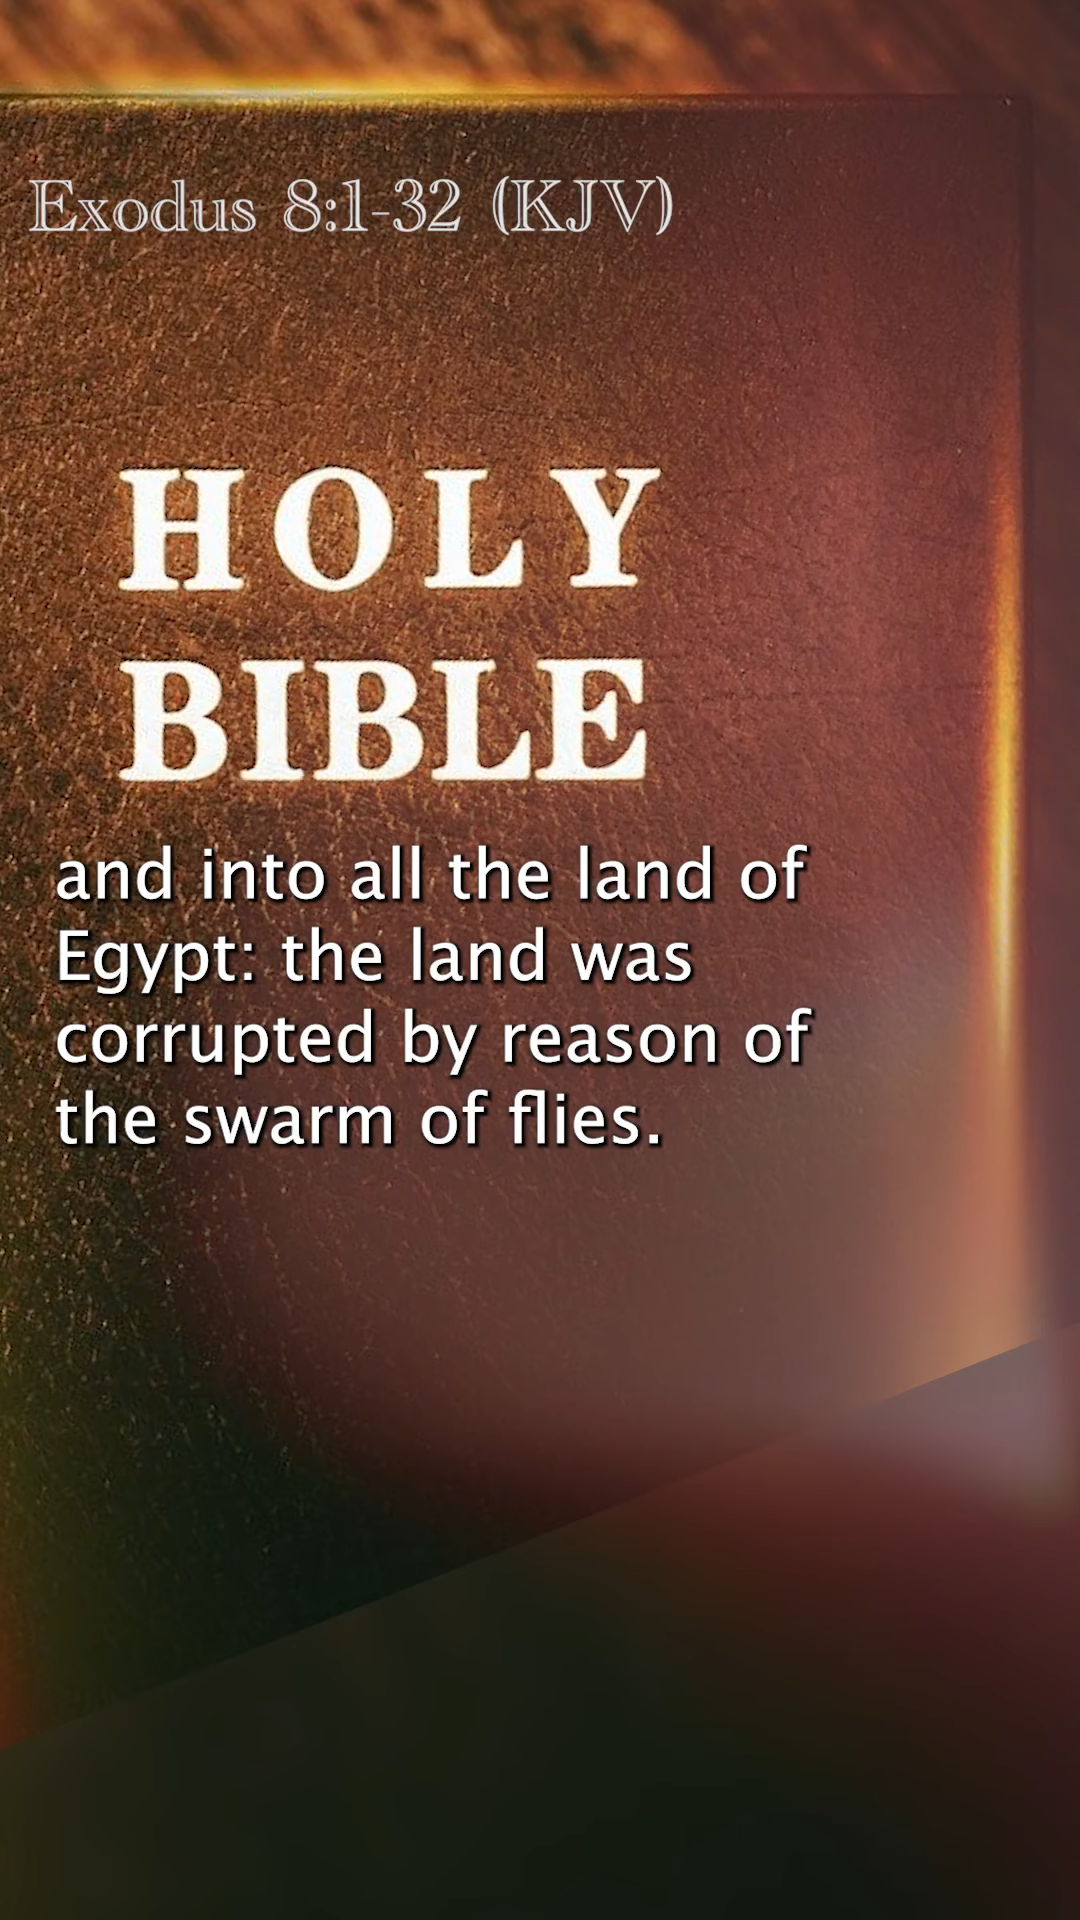 Exodus 8:1-32 (KJV)
HOLY
BIBLE
and into all the land of
Egypt: the land was
corrupted by reason of
the swarm of flies.